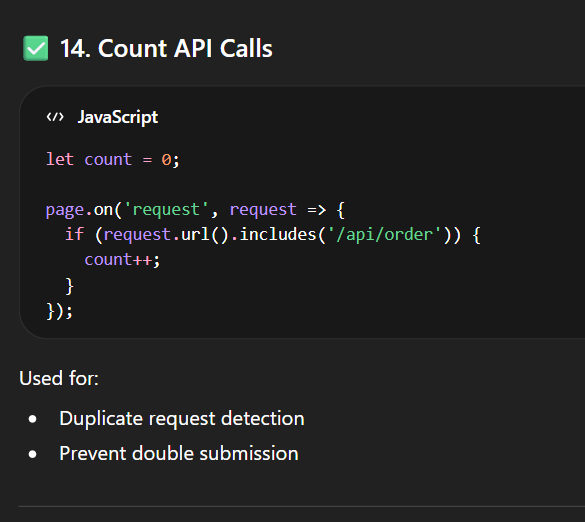 ✅ 14. Count API Calls
</> JavaScript
let count = 0;
page.on('request', request => {
  if (request.url().includes('/api/order')) {
    count++;
  }
});
Used for:
• Duplicate request detection
• Prevent double submission